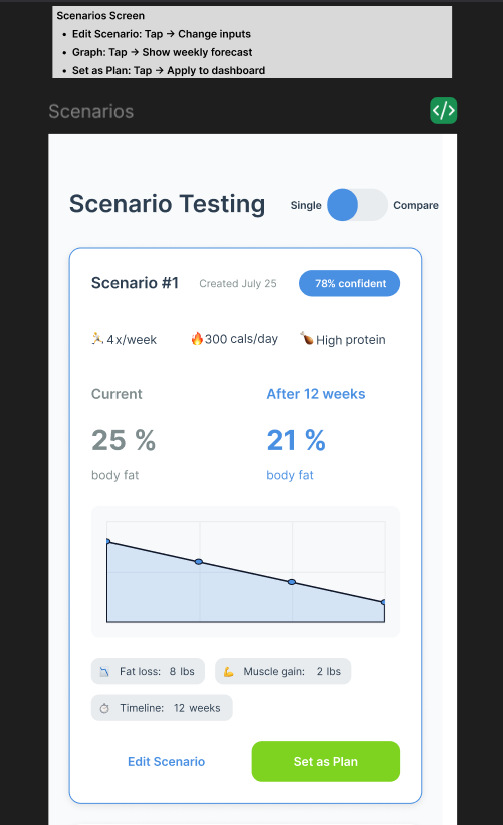 Scenarios Screen
• Edit Scenario: Tap → Change inputs
• Graph: Tap → Show weekly forecast
• Set as Plan: Tap → Apply to dashboard
Scenarios
</>
Scenario Testing
Single
Compare
Scenario #1
Created July 25
78% confident
4x/week
300 cals/day
High protein
Current
After 12 weeks
25 %
21 %
body fat
body fat
Fat loss: 8 lbs
Muscle gain: 2 lbs
Timeline: 12 weeks
Edit Scenario
Set as Plan